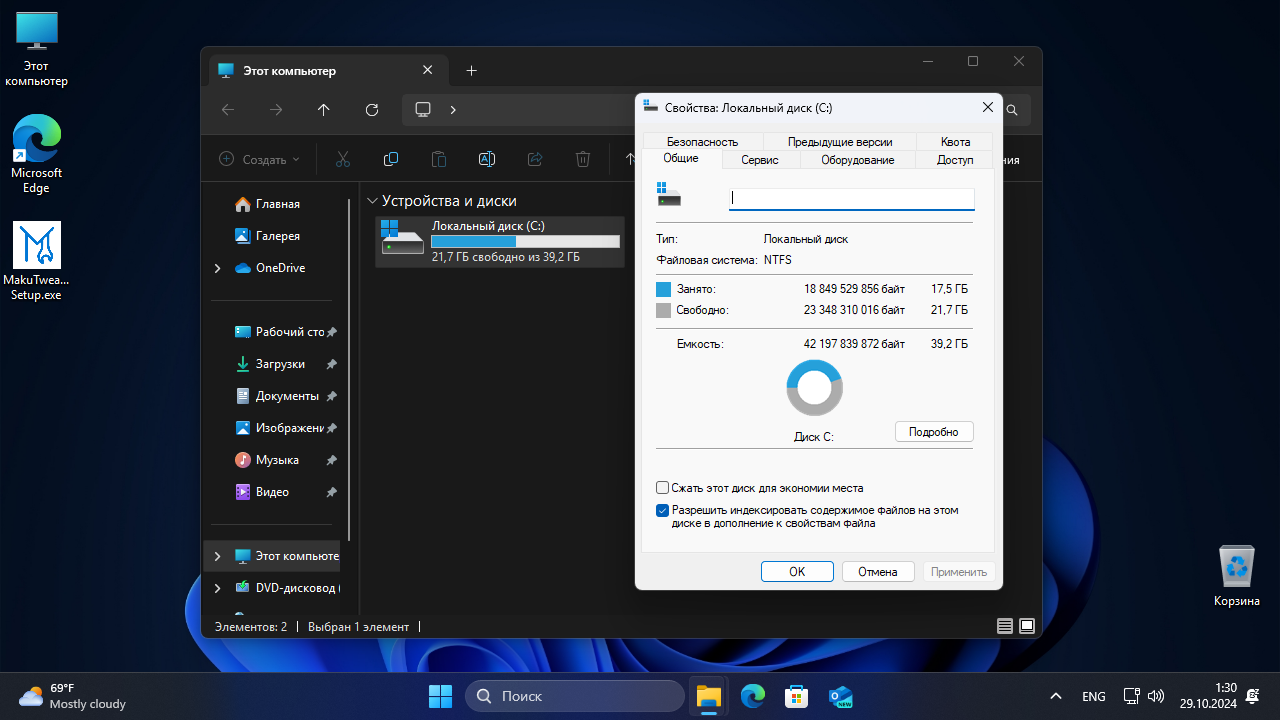 Этот
компьютер
Microsoft
Edge
MakuTwea...
Setup.exe
Этот компьютер
Создать
Главная
Галерея
OneDrive
Рабочий сто
Загрузки
Документы
Изображени
Музыка
Видео
Этот компьюте
DVD-дисковод (
Устройства и диски
Локальный диск (C:)
21,7 ГБ свободно из 39,2 ГБ
Элементов: 2
Выбран 1 элемент
Свойства: Локальный диск (C:)
Безопасность
Предыдущие версии
Квота
Общие
Сервис
Оборудование
Доступ
Тип: Локальный диск
Файловая система: NTFS
Занято: 18 849 529 856 байт 17,5 ГБ
Свободно: 23 348 310 016 байт 21,7 ГБ
Емкость: 42 197 839 872 байт 39,2 ГБ
Диск C:
Подробно
Сжать этот диск для экономии места
Разрешить индексировать содержимое файлов на этом
диске в дополнение к свойствам файла
OK
Отмена
Применить
ния
Корзина
69°F
Mostly cloudy
Поиск
NEW
ENG
1:30
29.10.2024